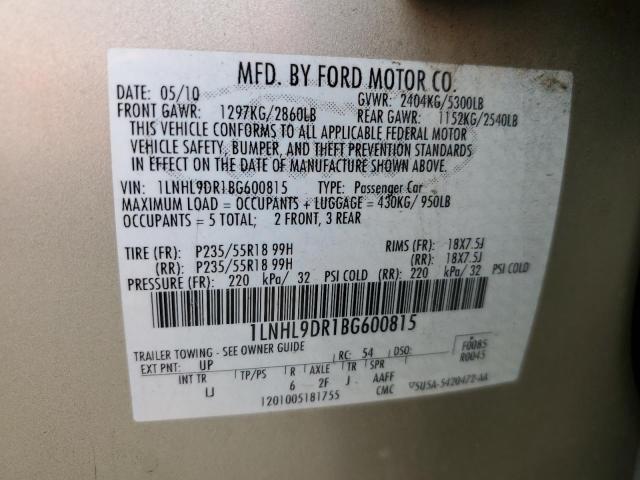 MFD. BY FORD MOTOR CO.
DATE: 05/10 GVWR: 2404KG/5300LB
FRONT GAWR: 1297KG/2860LB REAR GAWR: 1152KG/2540LB
THIS VEHICLE CONFORMS TO ALL APPLICABLE FEDERAL MOTOR
VEHICLE SAFETY, BUMPER, AND THEFT PREVENTION STANDARDS
IN EFFECT ON THE DATE OF MANUFACTURE SHOWN ABOVE.
VIN: 1LNHL9DR1BG600815 TYPE: Passenger Car
MAXIMUM LOAD = OCCUPANTS + LUGGAGE = 430KG/ 950LB
OCCUPANTS = 5 TOTAL; 2 FRONT, 3 REAR
TIRE (FR): P235/55R18 99H RIMS (FR): 18X7.5J
(RR): P235/55R18 99H (RR): 18X7.5J
PRESSURE (FR): 220 kPa/ 32 PSI COLD (RR): 220 kPa/ 32 PSI COLD
1LNHL9DR1BG600815
TRAILER TOWING - SEE OWNER GUIDE RC: 54 DSO: F0085
EXT PNT: UP R0045
INT TR TP/PS R AXLE TR SPR
IJ 6 2F J AAFF
1201005181755 CMC ▽5U5A-5420472-AA